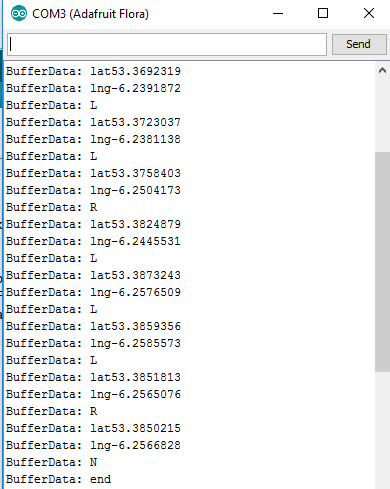 COM3 (Adafruit Flora)
Send
BufferData: lat53.3692319
BufferData: lng-6.2391872
BufferData: L
BufferData: lat53.3723037
BufferData: lng-6.2381138
BufferData: L
BufferData: lat53.3758403
BufferData: lng-6.2504173
BufferData: R
BufferData: lat53.3824879
BufferData: lng-6.2445531
BufferData: L
BufferData: lat53.3873243
BufferData: lng-6.2576509
BufferData: L
BufferData: lat53.3859356
BufferData: lng-6.2585573
BufferData: L
BufferData: lat53.3851813
BufferData: lng-6.2565076
BufferData: R
BufferData: lat53.3850215
BufferData: lng-6.2566828
BufferData: N
BufferData: end